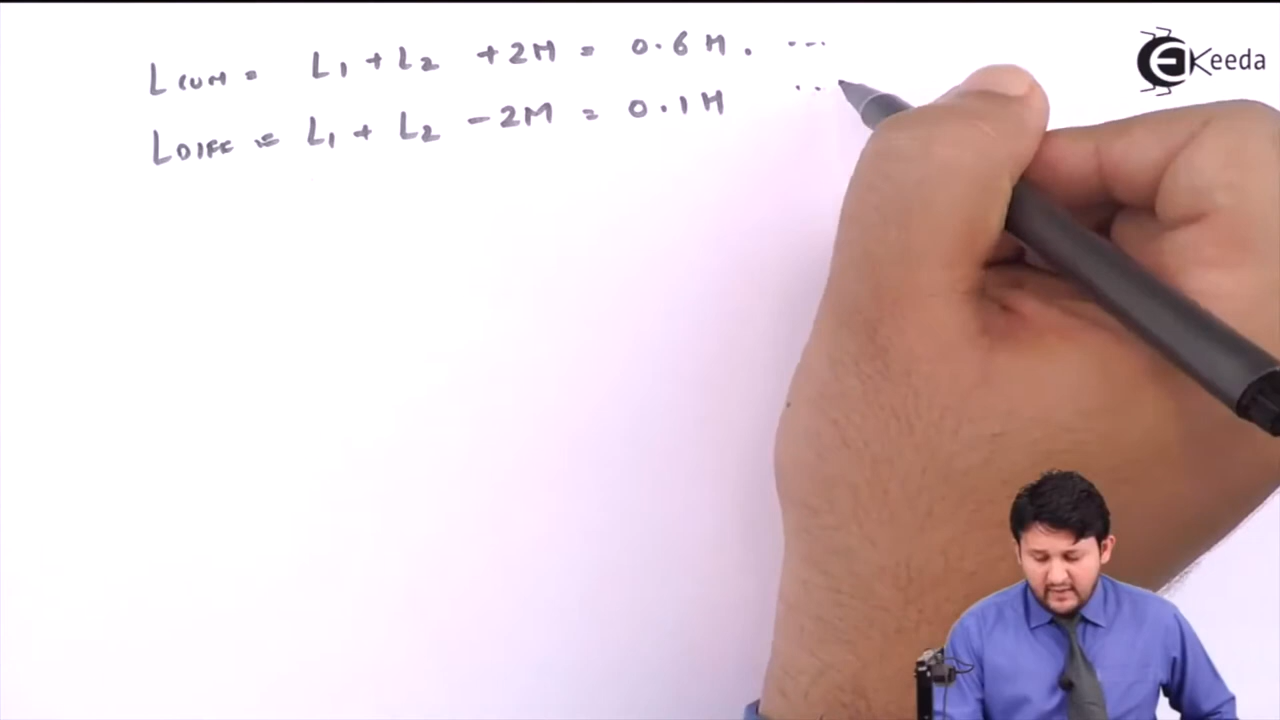 LCUM = L1 + L2 + 2M = 0.6 H. ...
LDIFF = L1 + L2 - 2M = 0.1 H ..
EKeeda